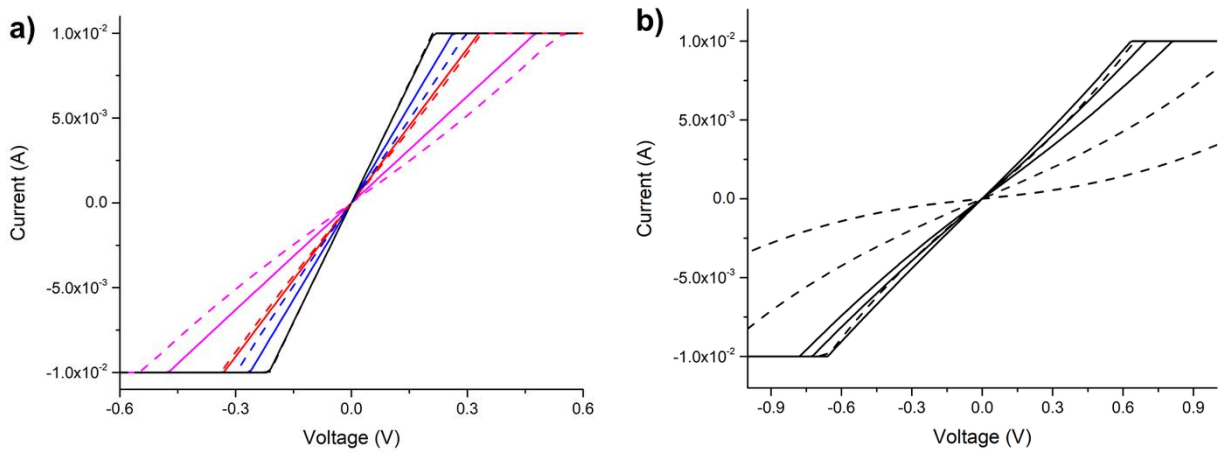 a)
1.0x10⁻²
5.0x10⁻³
0.0
-5.0x10⁻³
-1.0x10⁻²
-0.6 -0.3 0.0 0.3 0.6
Current (A)
Voltage (V)
b)
1.0x10⁻²
5.0x10⁻³
0.0
-5.0x10⁻³
-1.0x10⁻²
-0.9 -0.6 -0.3 0.0 0.3 0.6 0.9
Current (A)
Voltage (V)